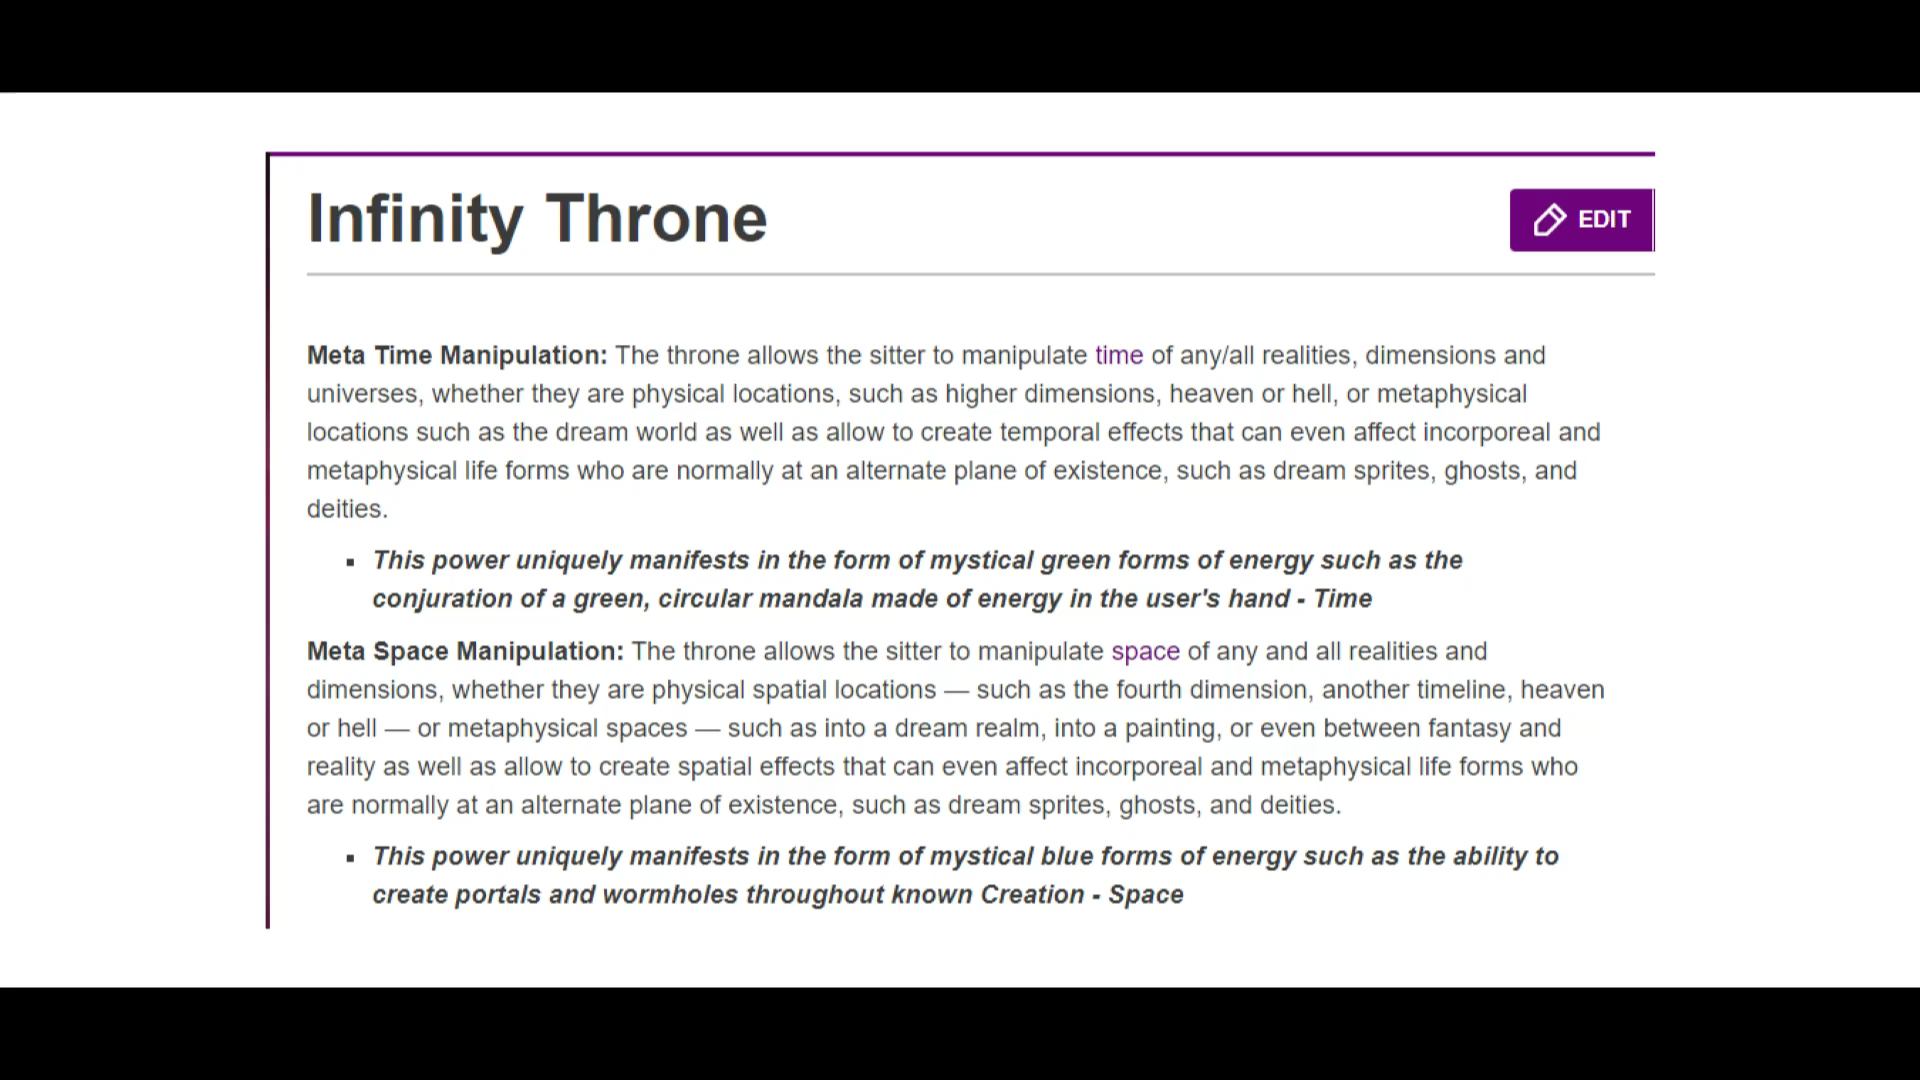 Infinity Throne
EDIT
Meta Time Manipulation: The throne allows the sitter to manipulate time of any/all realities, dimensions and
universes, whether they are physical locations, such as higher dimensions, heaven or hell, or metaphysical
locations such as the dream world as well as allow to create temporal effects that can even affect incorporeal and
metaphysical life forms who are normally at an alternate plane of existence, such as dream sprites, ghosts, and
deities.
▪ This power uniquely manifests in the form of mystical green forms of energy such as the
conjuration of a green, circular mandala made of energy in the user's hand - Time
Meta Space Manipulation: The throne allows the sitter to manipulate space of any and all realities and
dimensions, whether they are physical spatial locations — such as the fourth dimension, another timeline, heaven
or hell — or metaphysical spaces — such as into a dream realm, into a painting, or even between fantasy and
reality as well as allow to create spatial effects that can even affect incorporeal and metaphysical life forms who
are normally at an alternate plane of existence, such as dream sprites, ghosts, and deities.
▪ This power uniquely manifests in the form of mystical blue forms of energy such as the ability to
create portals and wormholes throughout known Creation - Space